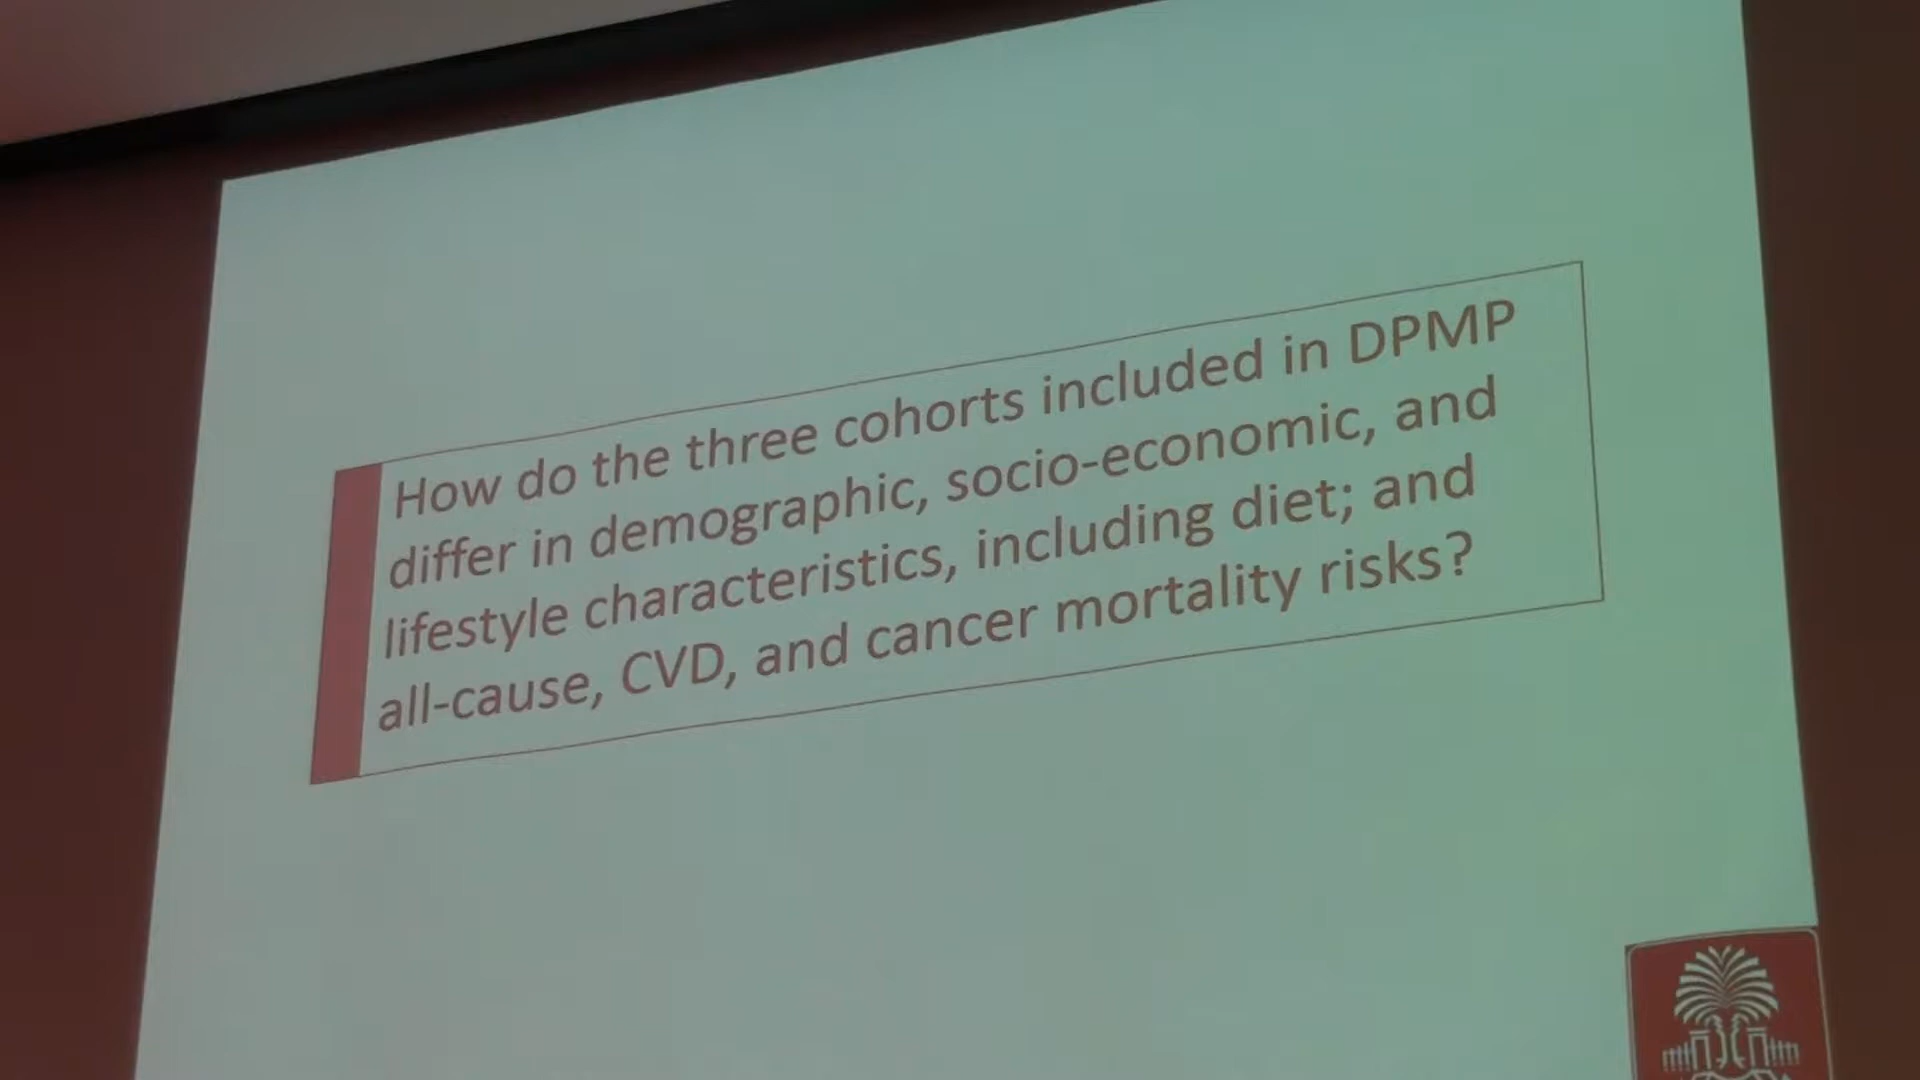 How do the three cohorts included in DPMP
differ in demographic, socio-economic, and
lifestyle characteristics, including diet; and
all-cause, CVD, and cancer mortality risks?